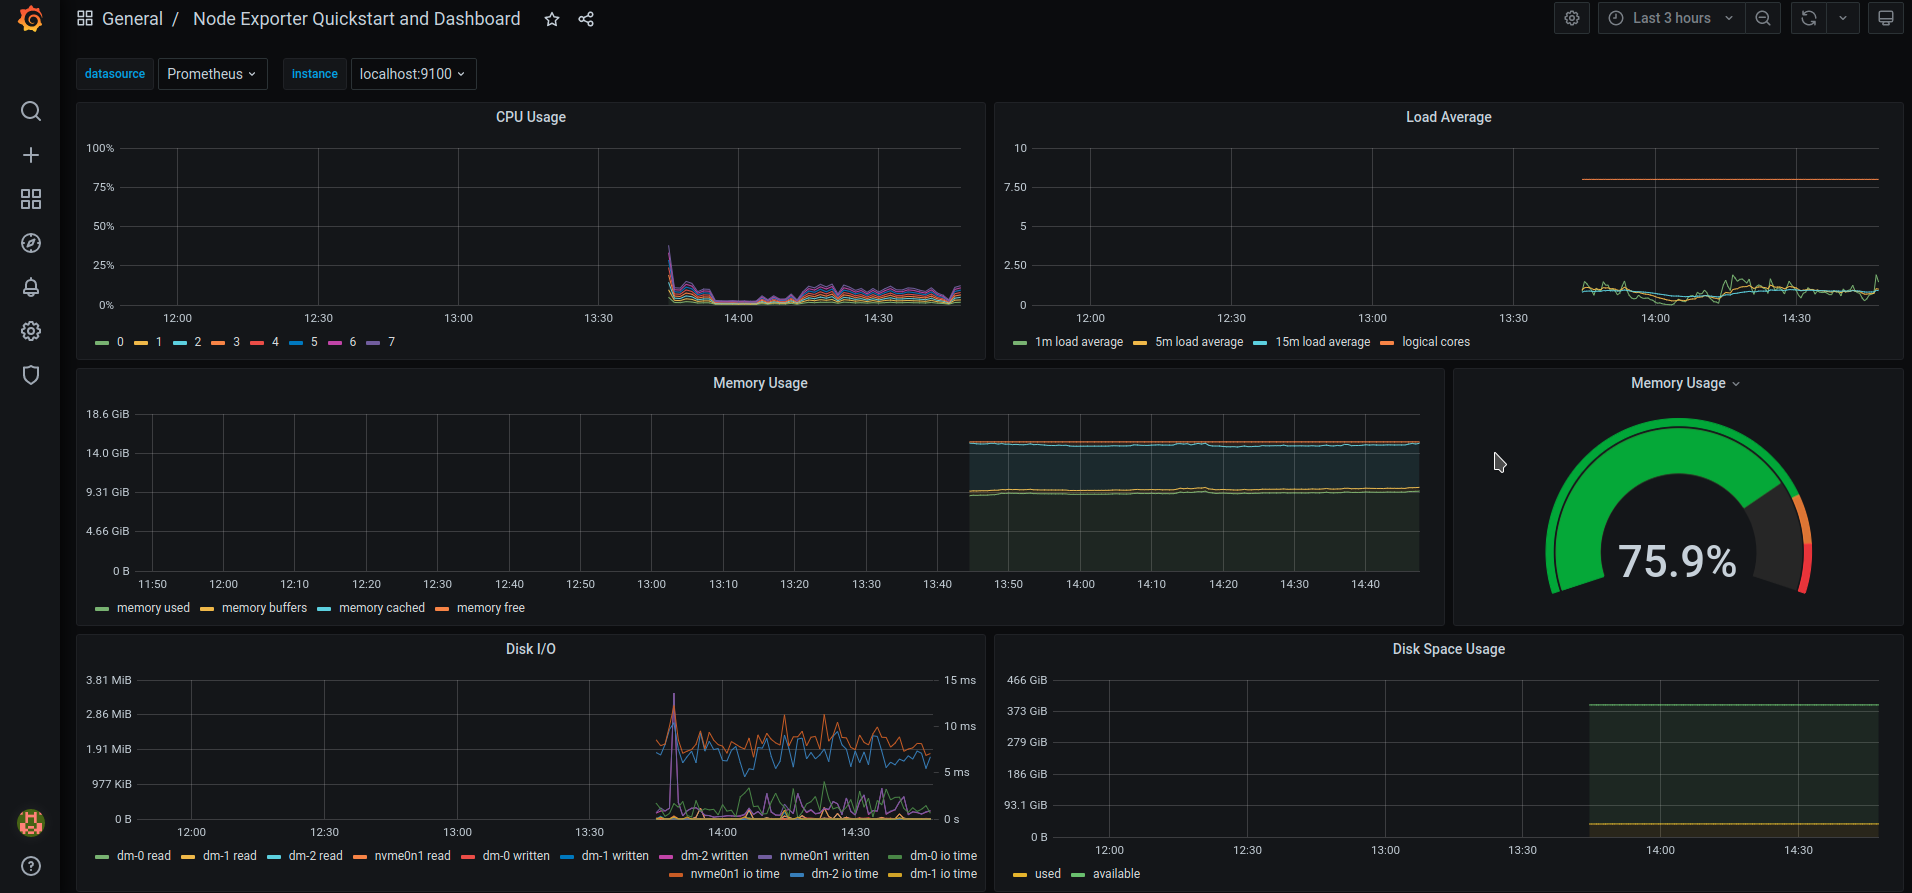 General / Node Exporter Quickstart and Dashboard
Last 3 hours
datasource Prometheus instance localhost:9100
CPU Usage
100%
75%
50%
25%
0%
12:00 12:30 13:00 13:30 14:00 14:30
0 1 2 3 4 5 6 7
Load Average
10
7.50
5
2.50
0
12:00 12:30 13:00 13:30 14:00 14:30
1m load average 5m load average 15m load average logical cores
Memory Usage
18.6 GiB
14.0 GiB
9.31 GiB
4.66 GiB
0 B
11:50 12:00 12:10 12:20 12:30 12:40 12:50 13:00 13:10 13:20 13:30 13:40 13:50 14:00 14:10 14:20 14:30 14:40
memory used memory buffers memory cached memory free
Memory Usage
75.9%
Disk I/O
3.81 MiB
2.86 MiB
1.91 MiB
977 KiB
0 B
15 ms
10 ms
5 ms
0 s
12:00 12:30 13:00 13:30 14:00 14:30
dm-0 read dm-1 read dm-2 read nvme0n1 read dm-0 written dm-1 written dm-2 written nvme0n1 written dm-0 io time
nvme0n1 io time dm-2 io time dm-1 io time
Disk Space Usage
466 GiB
373 GiB
279 GiB
186 GiB
93.1 GiB
0 B
12:00 12:30 13:00 13:30 14:00 14:30
used available